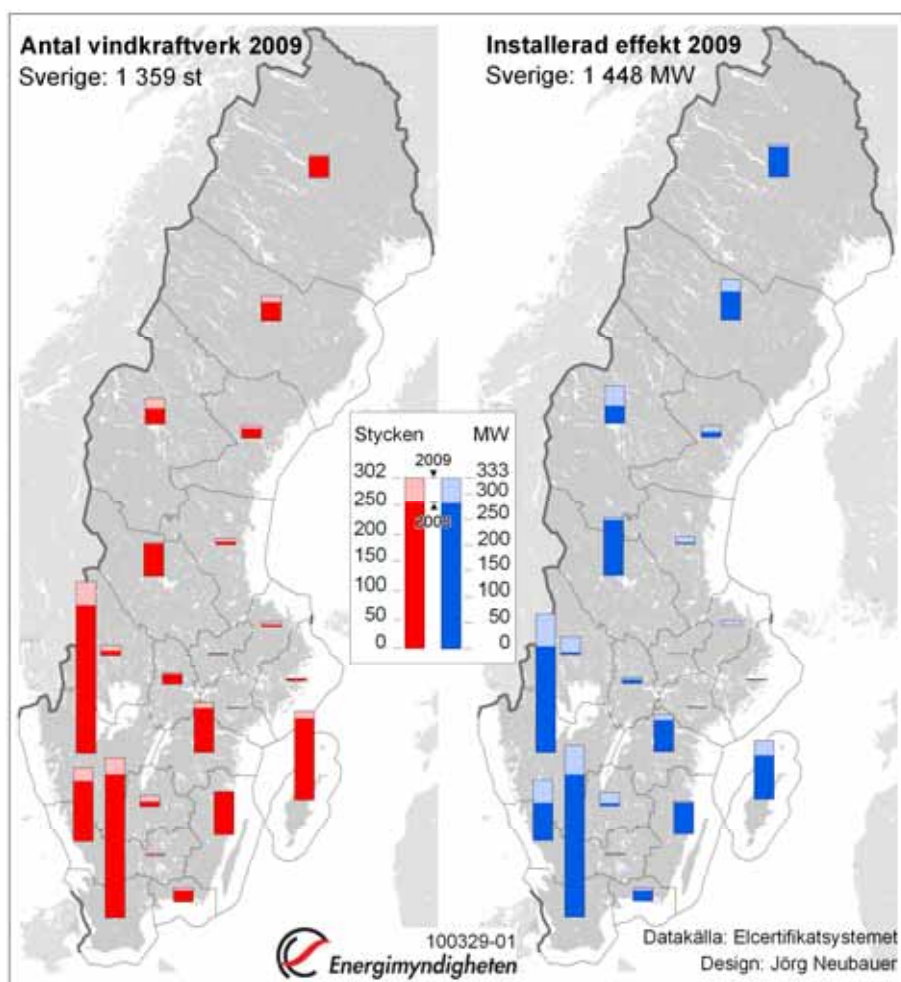 Antal vindkraftverk 2009
Sverige: 1 359 st
Installerad effekt 2009
Sverige: 1 448 MW
Stycken MW
302 2009 333
300
250 250
2008
200 200
150 150
100 100
50 50
0 0
100329-01
Energimyndigheten
Datakälla: Elcertifikatsystemet
Design: Jörg Neubauer